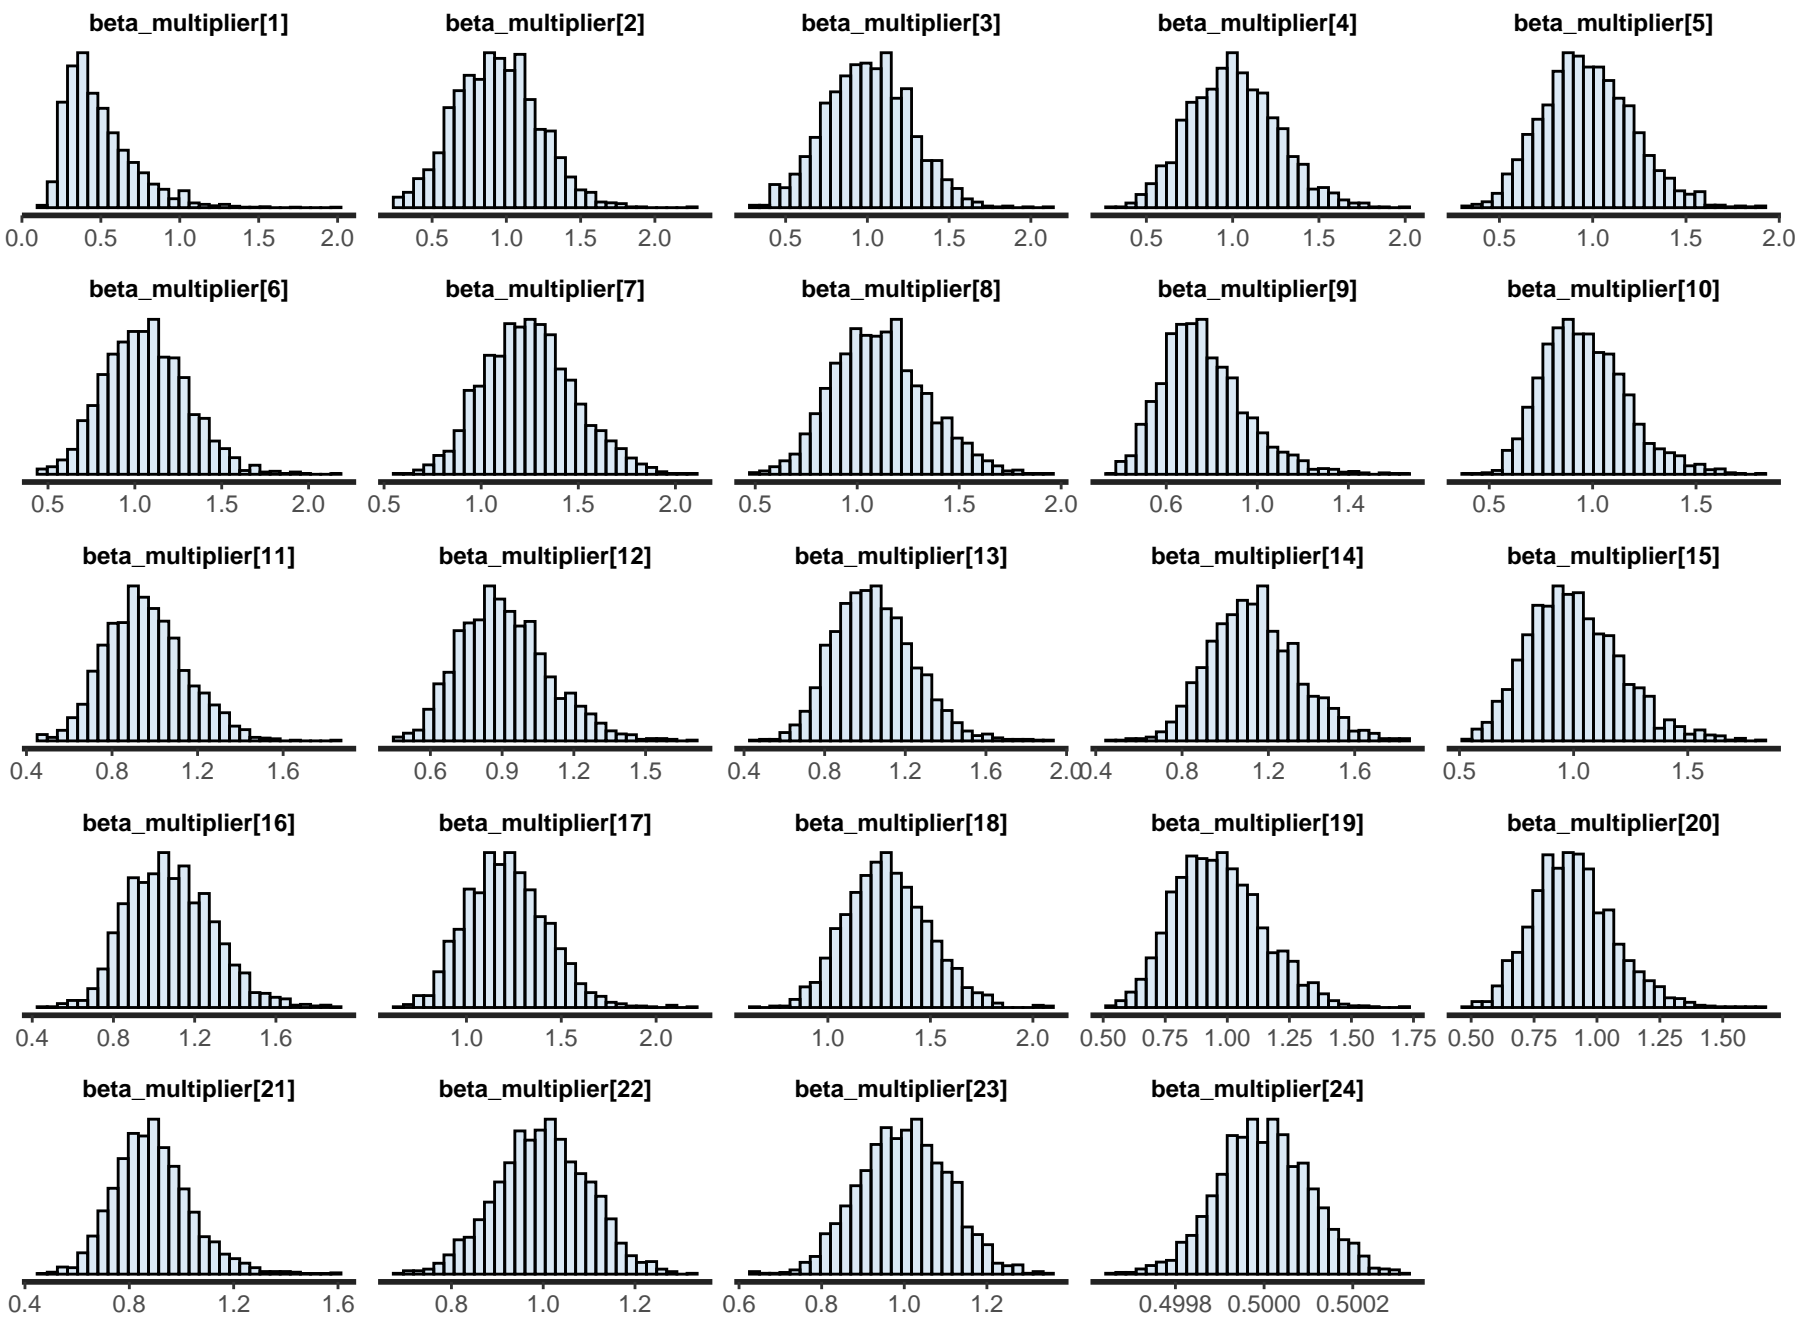 beta_multiplier[1] beta_multiplier[2] beta_multiplier[3] beta_multiplier[4] beta_multiplier[5]
0.0 0.5 1.0 1.5 2.0 0.5 1.0 1.5 2.0 0.5 1.0 1.5 2.0 0.5 1.0 1.5 2.0 0.5 1.0 1.5 2.0
beta_multiplier[6] beta_multiplier[7] beta_multiplier[8] beta_multiplier[9] beta_multiplier[10]
0.5 1.0 1.5 2.0 0.5 1.0 1.5 2.0 0.5 1.0 1.5 2.0 0.6 1.0 1.4 0.5 1.0 1.5
beta_multiplier[11] beta_multiplier[12] beta_multiplier[13] beta_multiplier[14] beta_multiplier[15]
0.4 0.8 1.2 1.6 0.6 0.9 1.2 1.5 0.4 0.8 1.2 1.6 2.0 0.4 0.8 1.2 1.6 0.5 1.0 1.5
beta_multiplier[16] beta_multiplier[17] beta_multiplier[18] beta_multiplier[19] beta_multiplier[20]
0.4 0.8 1.2 1.6 1.0 1.5 2.0 1.0 1.5 2.0 0.50 0.75 1.00 1.25 1.50 1.75 0.50 0.75 1.00 1.25 1.50
beta_multiplier[21] beta_multiplier[22] beta_multiplier[23] beta_multiplier[24]
0.4 0.8 1.2 1.6 0.8 1.0 1.2 0.6 0.8 1.0 1.2 0.4998 0.5000 0.5002